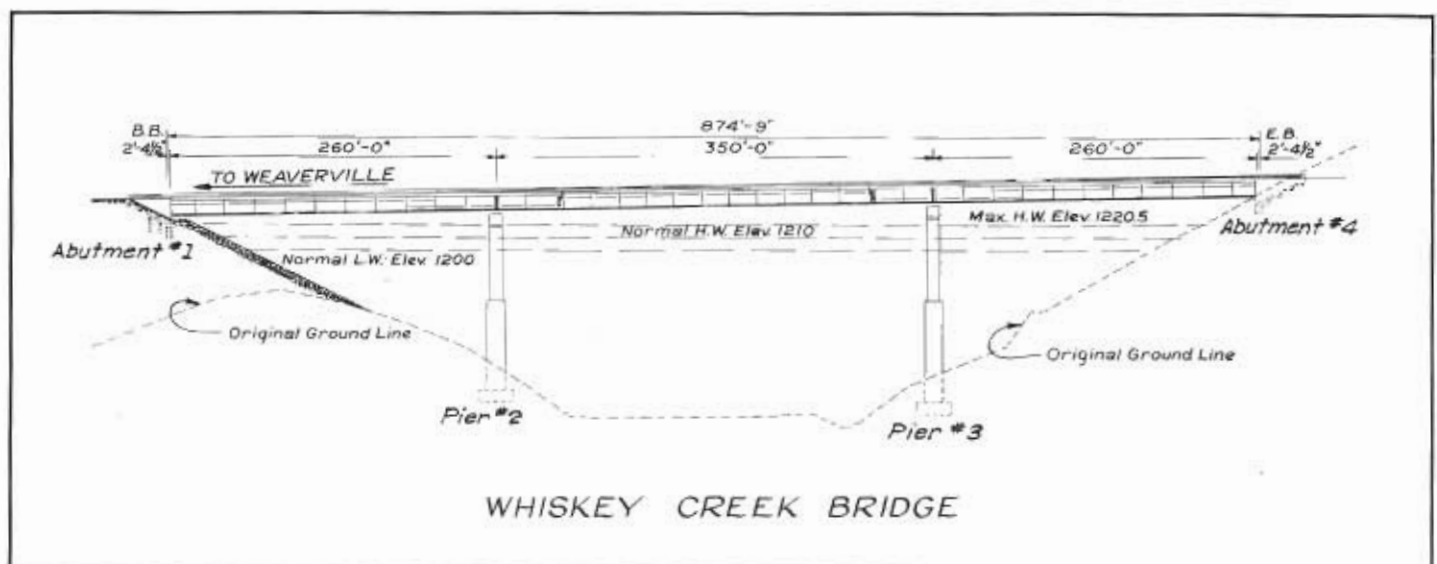 B.B.
874'-9"
E.B.
2'-4½"
260'-0"
350'-0"
260'-0"
2'-4½"
TO WEAVERVILLE
Max. H.W. Elev. 1220.5
Normal H.W. Elev. 1210
Abutment #4
Abutment #1
Normal L.W. Elev. 1200
Original Ground Line
Original Ground Line
Pier #2
Pier #3
WHISKEY CREEK BRIDGE